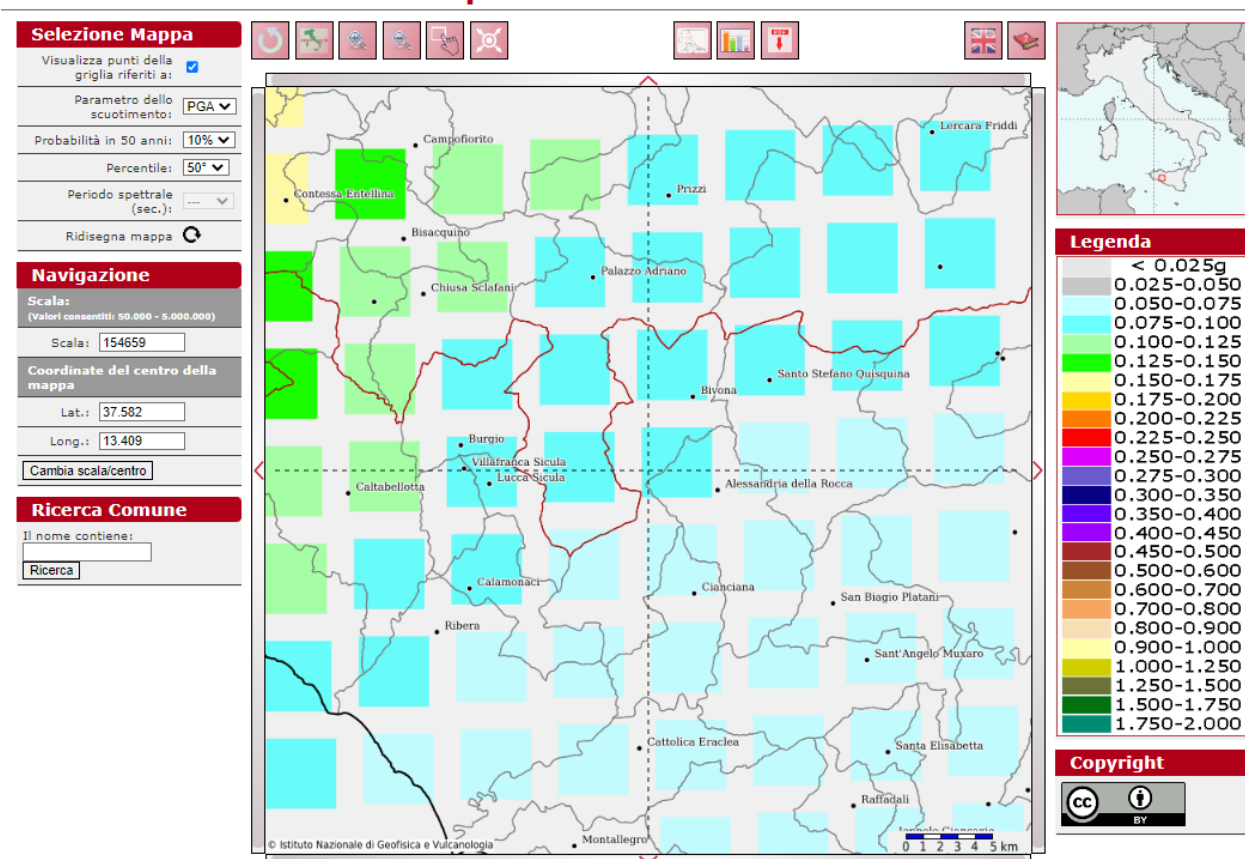 Selezione Mappa
Visualizza punti della
griglia riferiti a:
Parametro dello
scuotimento:
PGA
Probabilità in 50 anni:
10%
Percentile:
50°
Periodo spettrale
(sec.):
---
Ridisegna mappa
Navigazione
Scala:
(Valori consentiti: 50.000 - 5.000.000)
Scala:
154659
Coordinate del centro della
mappa
Lat.:
37.582
Long.:
13.409
Cambia scala/centro
Ricerca Comune
Il nome contiene:
Ricerca
PDF
Campofiorito
Lercara Friddi
Contessa Entellina
Prizzi
Bisacquino
Palazzo Adriano
Chiusa Sclafani
Santo Stefano Quisquina
Bivona
Burgio
Villafranca Sicula
Lucca Sicula
Caltabellotta
Alessandria della Rocca
Calamonaci
Cianciana
San Biagio Platani
Ribera
Sant'Angelo Muxaro
Cattolica Eraclea
Santa Elisabetta
Raffadali
Joppolo Giancaxio
Montallegro
© Istituto Nazionale di Geofisica e Vulcanologia
0 1 2 3 4 5 km
Legenda
< 0.025g
0.025-0.050
0.050-0.075
0.075-0.100
0.100-0.125
0.125-0.150
0.150-0.175
0.175-0.200
0.200-0.225
0.225-0.250
0.250-0.275
0.275-0.300
0.300-0.350
0.350-0.400
0.400-0.450
0.450-0.500
0.500-0.600
0.600-0.700
0.700-0.800
0.800-0.900
0.900-1.000
1.000-1.250
1.250-1.500
1.500-1.750
1.750-2.000
Copyright
cc
BY